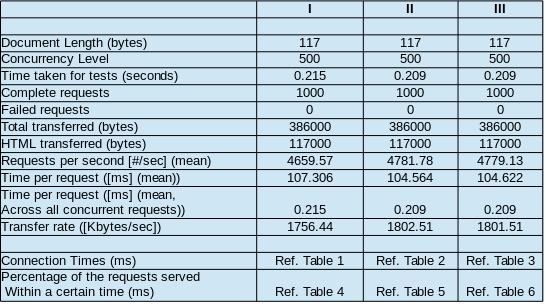 I II III
Document Length (bytes) 117 117 117
Concurrency Level 500 500 500
Time taken for tests (seconds) 0.215 0.209 0.209
Complete requests 1000 1000 1000
Failed requests 0 0 0
Total transferred (bytes) 386000 386000 386000
HTML transferred (bytes) 117000 117000 117000
Requests per second [#/sec] (mean) 4659.57 4781.78 4779.13
Time per request ([ms] (mean)) 107.306 104.564 104.622
Time per request ([ms] (mean,
Across all concurrent requests)) 0.215 0.209 0.209
Transfer rate ([Kbytes/sec]) 1756.44 1802.51 1801.51
Connection Times (ms) Ref. Table 1 Ref. Table 2 Ref. Table 3
Percentage of the requests served
Within a certain time (ms) Ref. Table 4 Ref. Table 5 Ref. Table 6